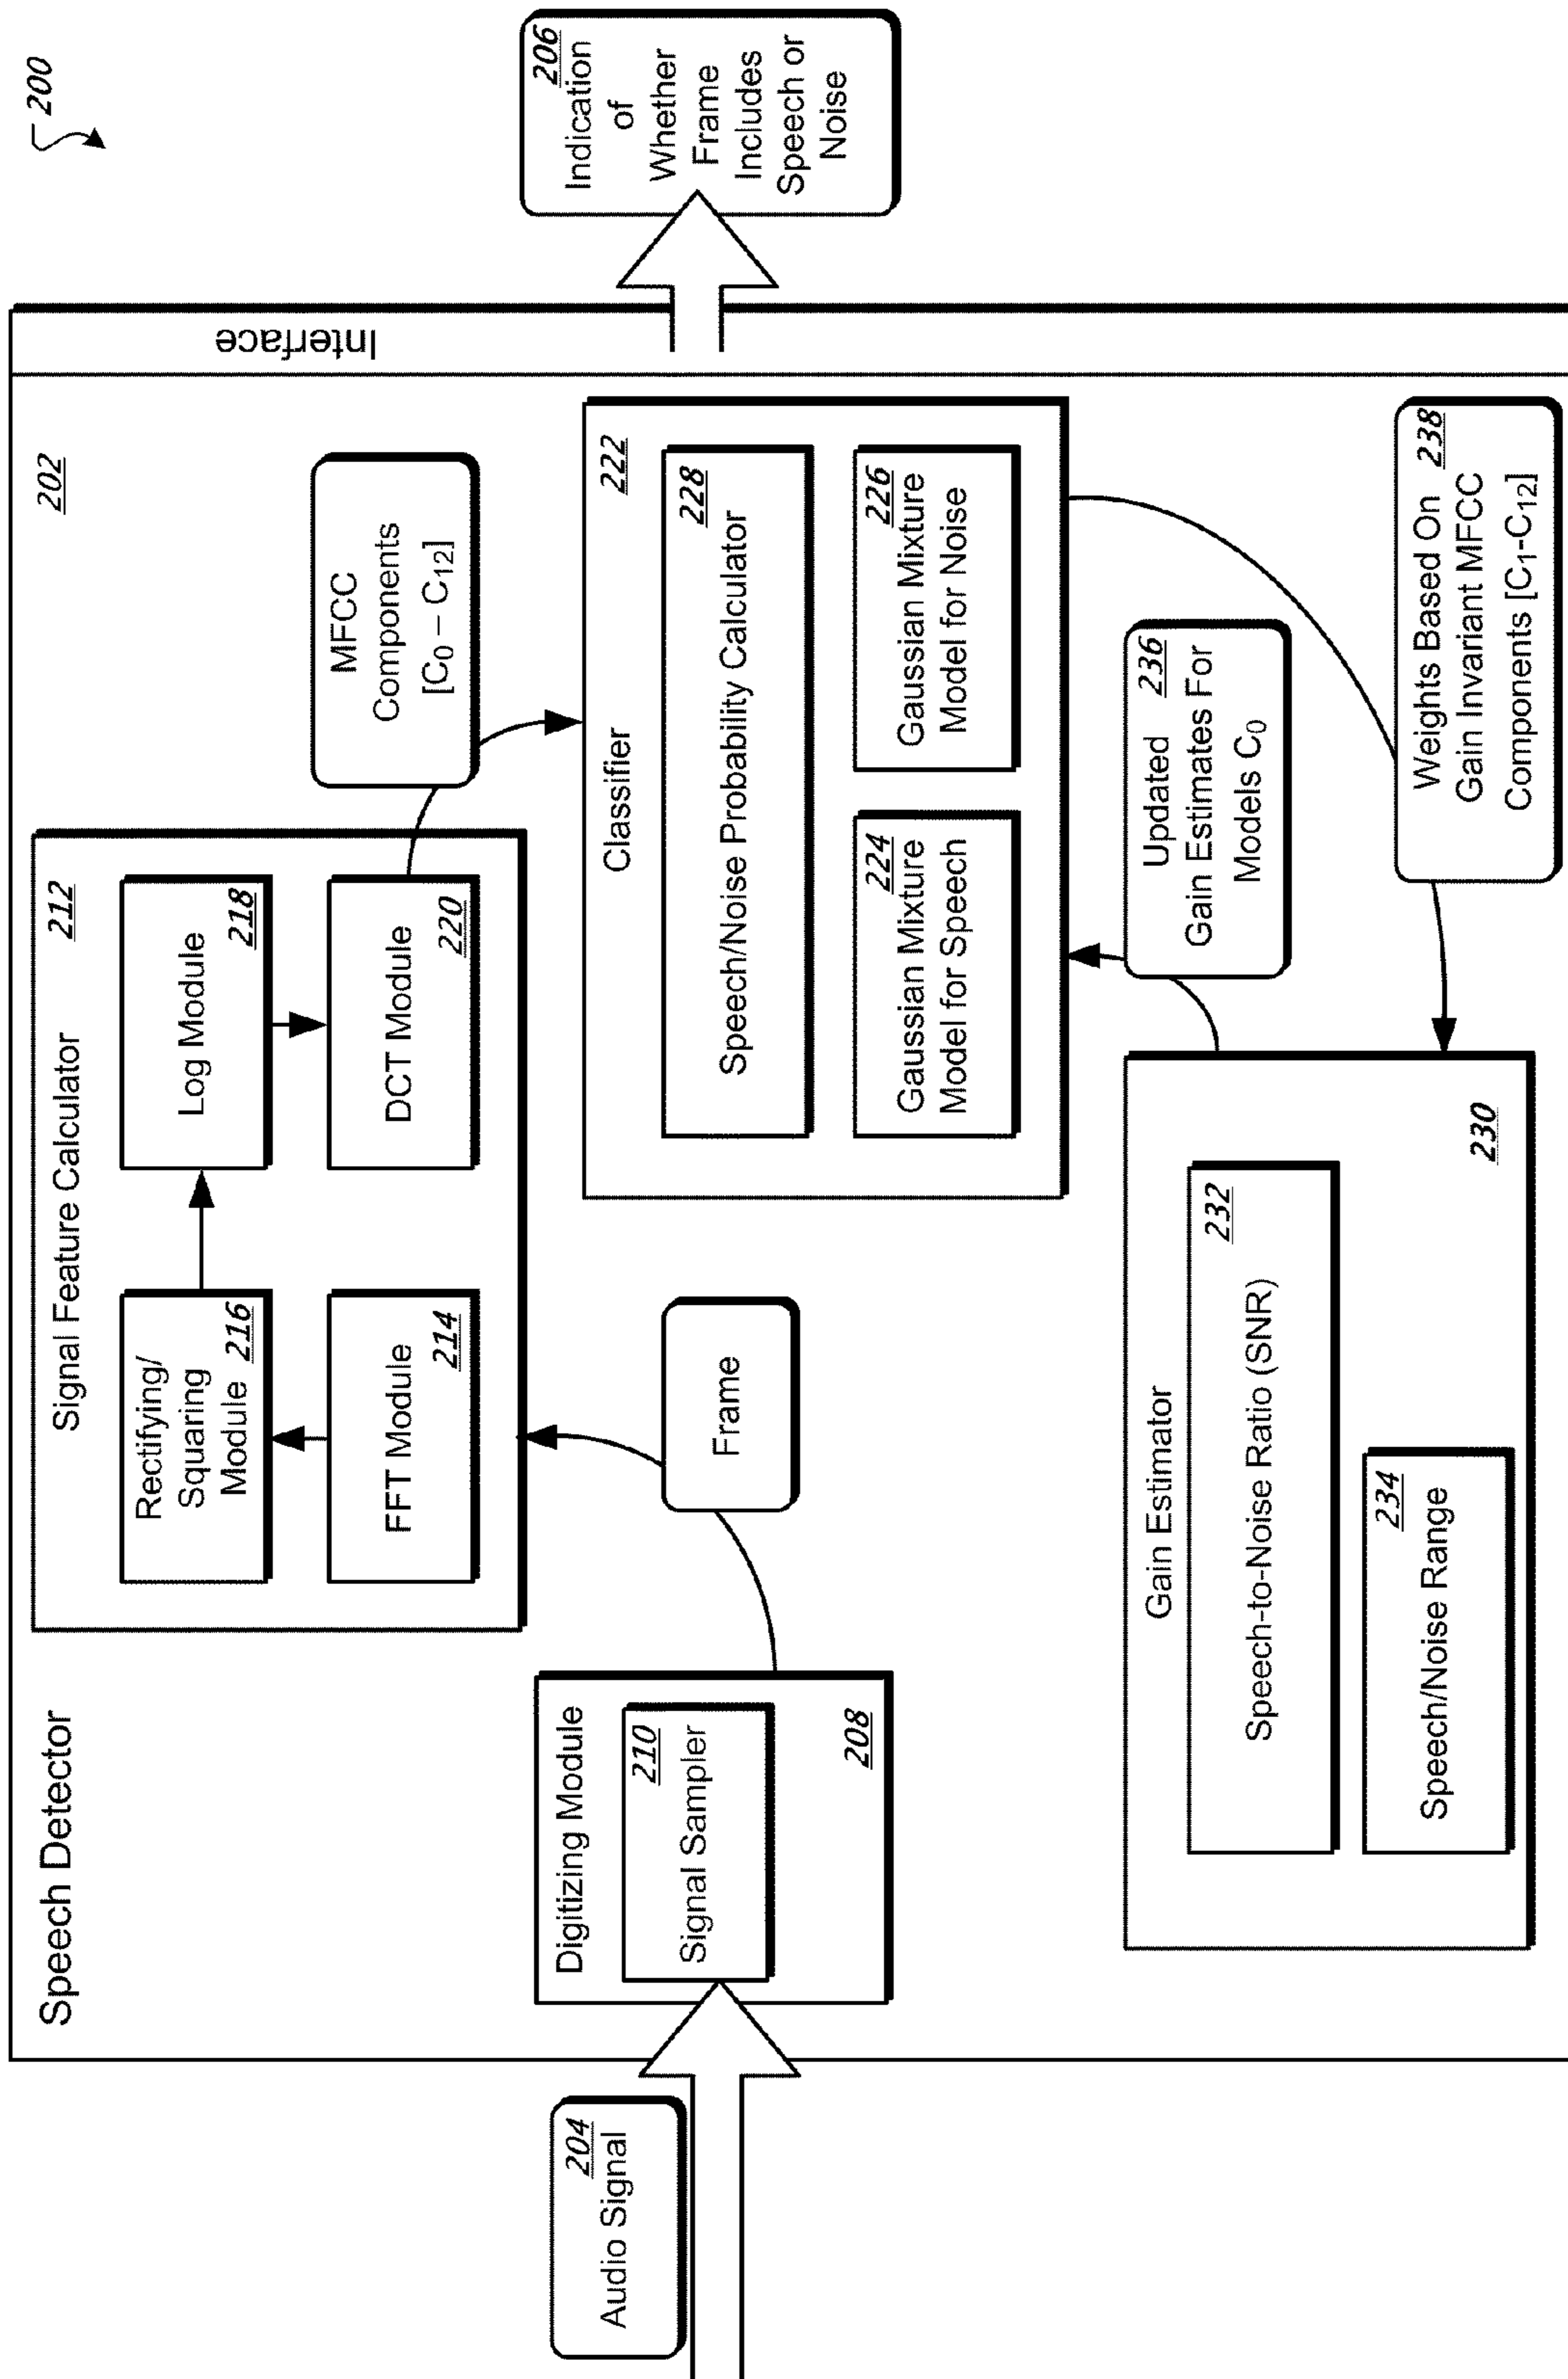 200
Speech Detector
202
Signal Feature Calculator
212
Rectifying/
Squaring
Module 216
Log Module
218
FFT Module
214
DCT Module
220
MFCC
Components
[C₀ – C₁₂]
Interface
204
Audio Signal
Digitizing Module
210
Signal Sampler
208
Frame
Classifier
222
228
Speech/Noise Probability Calculator
224
Gaussian Mixture
Model for Speech
226
Gaussian Mixture
Model for Noise
206
Indication
of
Whether
Frame
Includes
Speech or
Noise
Gain Estimator
232
Speech-to-Noise Ratio (SNR)
234
Speech/Noise Range
230
Updated 236
Gain Estimates For
Models C₀
Weights Based On 238
Gain Invariant MFCC
Components [C₁-C₁₂]